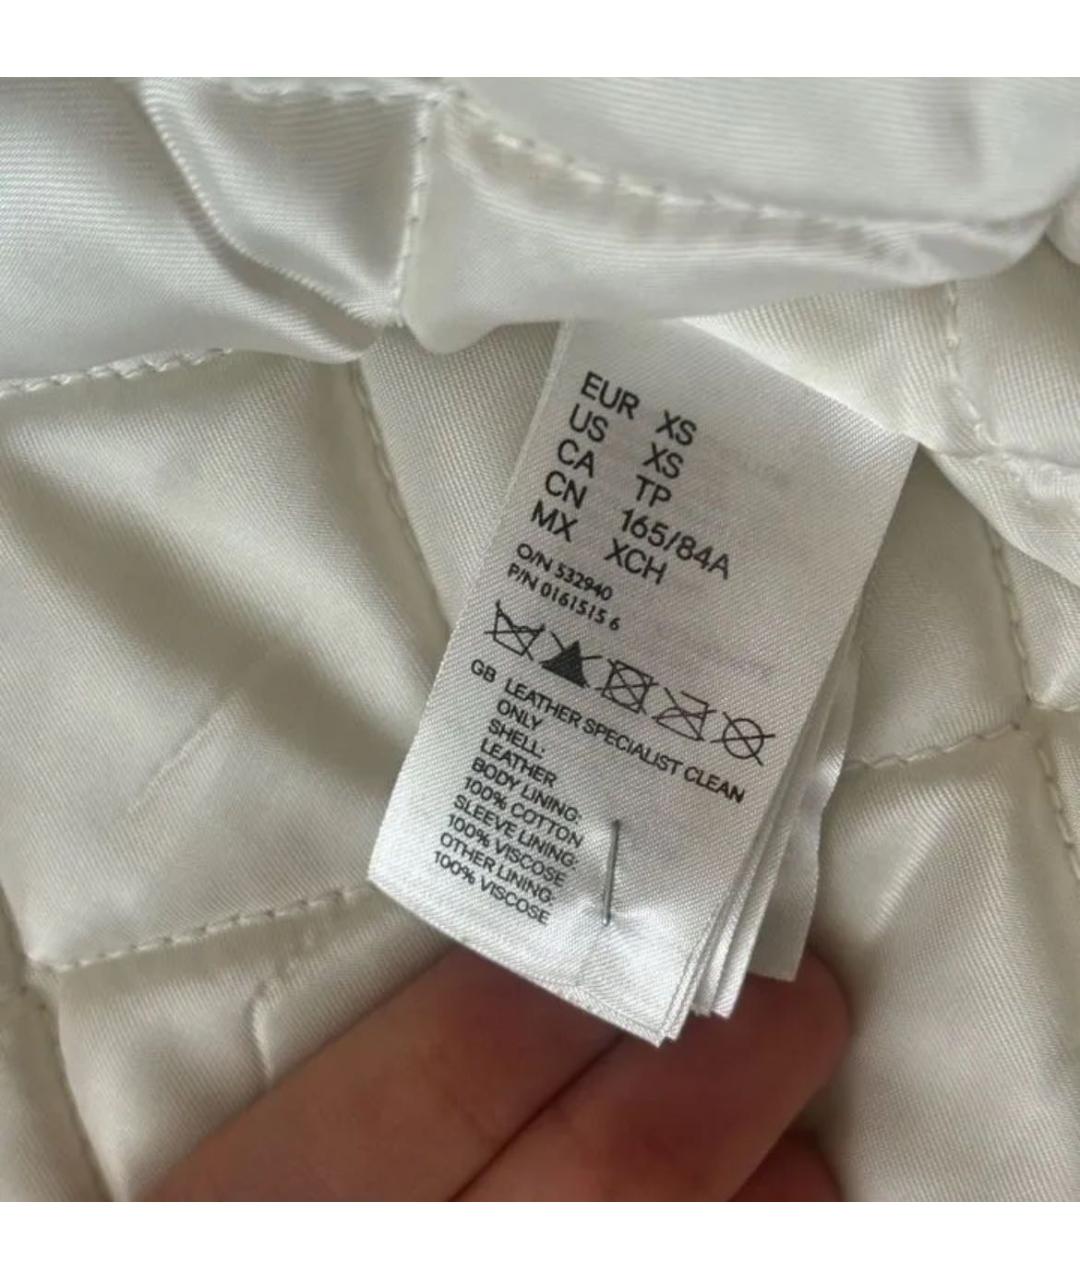 EUR XS
US XS
CA TP
CN 165/84A
MX XCH
O/N 532940
P/N 0161515 6
GB LEATHER SPECIALIST CLEAN
ONLY
SHELL:
LEATHER
BODY LINING:
100% COTTON
SLEEVE LINING:
100% VISCOSE
OTHER LINING:
100% VISCOSE